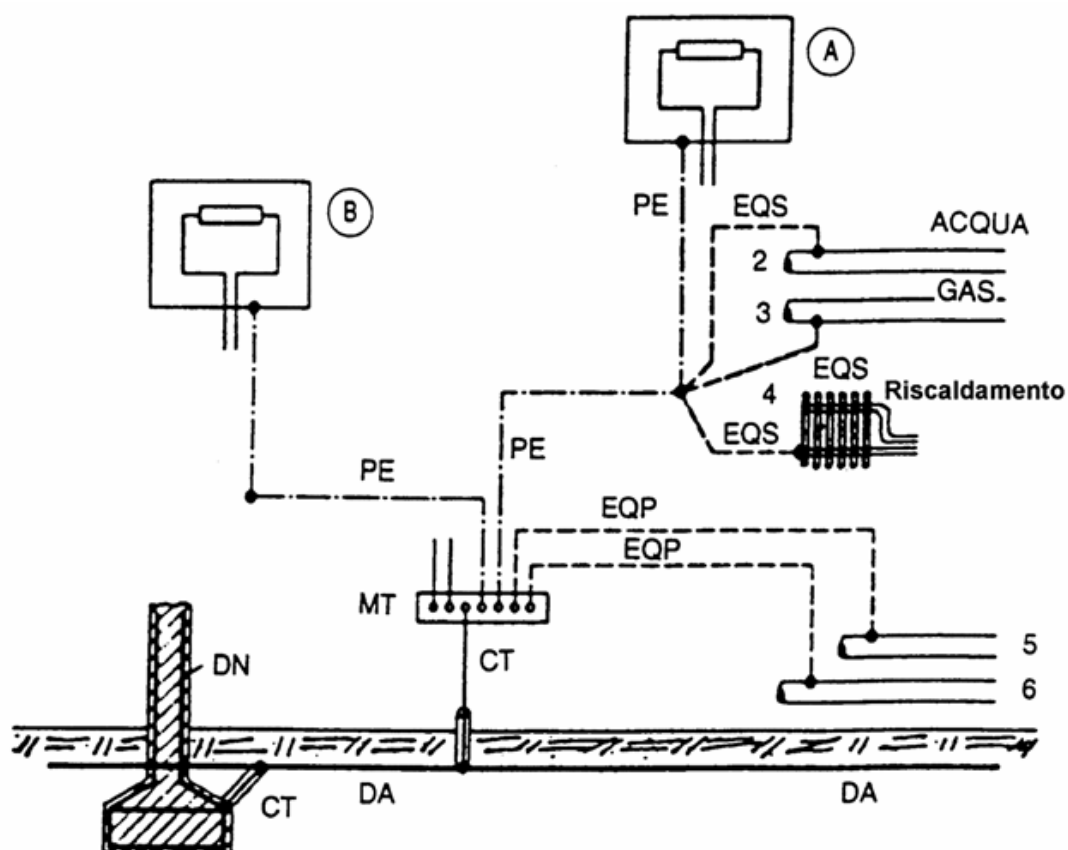 A
B
PE
EQS
ACQUA
2
GAS
3
EQS
4
Riscaldamento
EQS
PE
PE
EQP
EQP
MT
CT
5
DN
6
CT
DA
DA